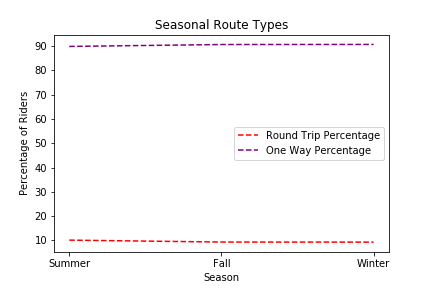 Seasonal Route Types
Percentage of Riders
90
80
70
60
50
40
30
20
10
Round Trip Percentage
One Way Percentage
Summer
Fall
Winter
Season